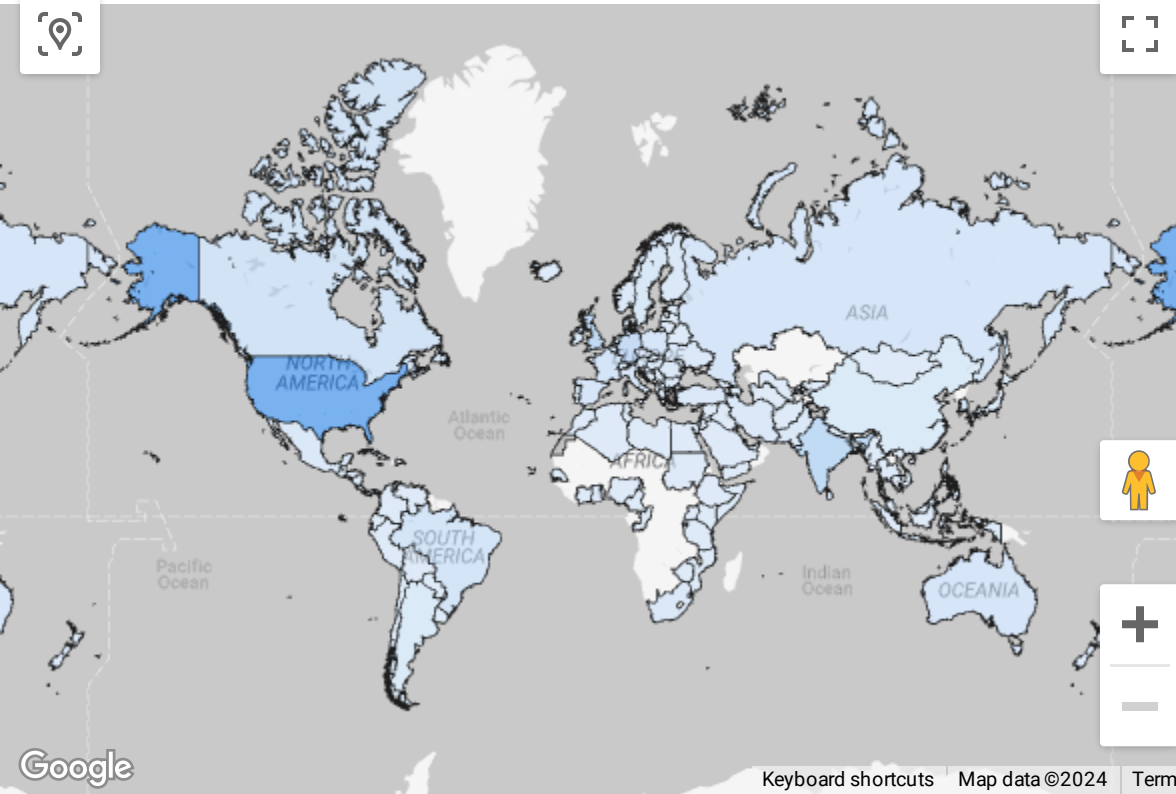 ASIA
NORTH
AMERICA
EUROPE
Atlantic
Ocean
AFRICA
SOUTH
AMERICA
Pacific
Ocean
Indian
Ocean
OCEANIA
Google
Keyboard shortcuts
Map data ©2024
Term